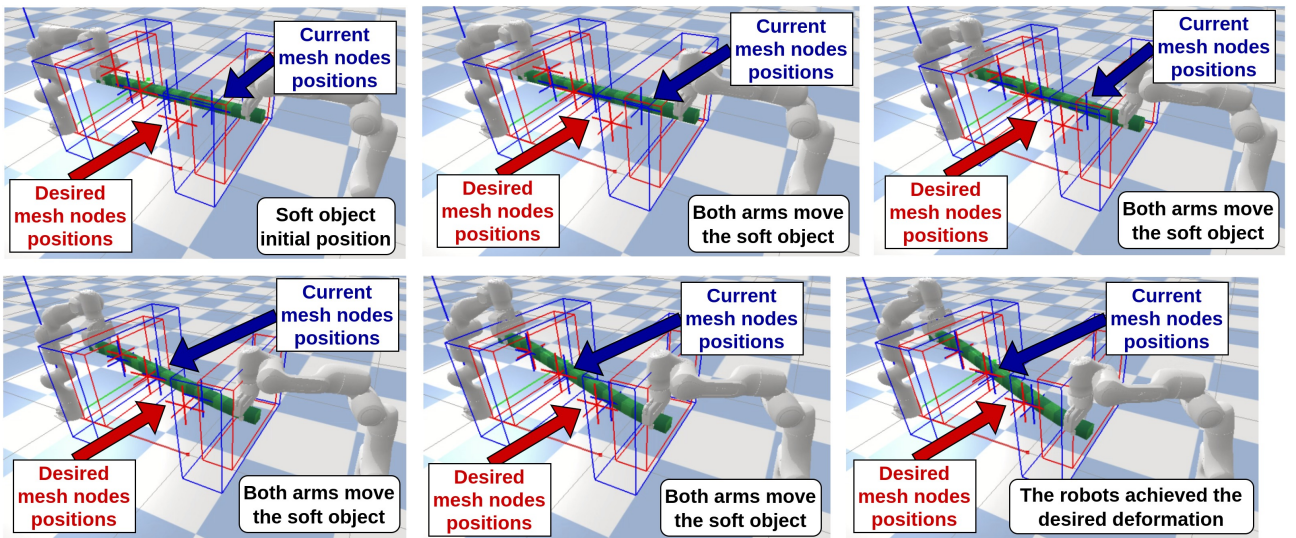 Current
mesh nodes
positions
Desired
mesh nodes
positions
Soft object
initial position
Current
mesh nodes
positions
Desired
mesh nodes
positions
Both arms move
the soft object
Current
mesh nodes
positions
Desired
mesh nodes
positions
Both arms move
the soft object
Current
mesh nodes
positions
Desired
mesh nodes
positions
Both arms move
the soft object
Current
mesh nodes
positions
Desired
mesh nodes
positions
Both arms move
the soft object
Current
mesh nodes
positions
Desired
mesh nodes
positions
The robots achieved the
desired deformation